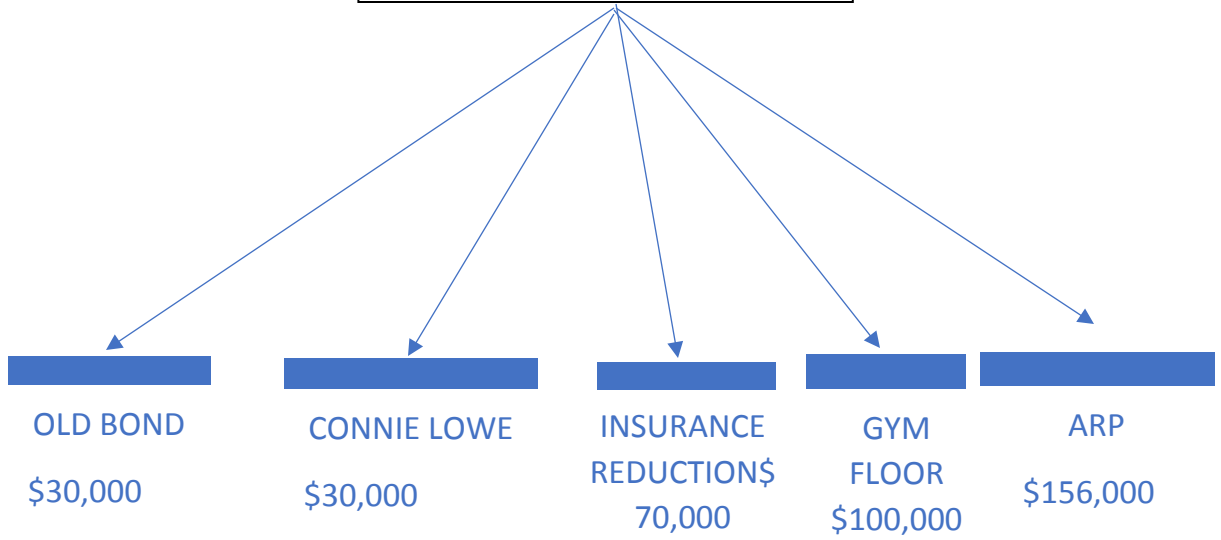 OLD BOND
$30,000
CONNIE LOWE
$30,000
INSURANCE
REDUCTION$
70,000
GYM
FLOOR
$100,000
ARP
$156,000